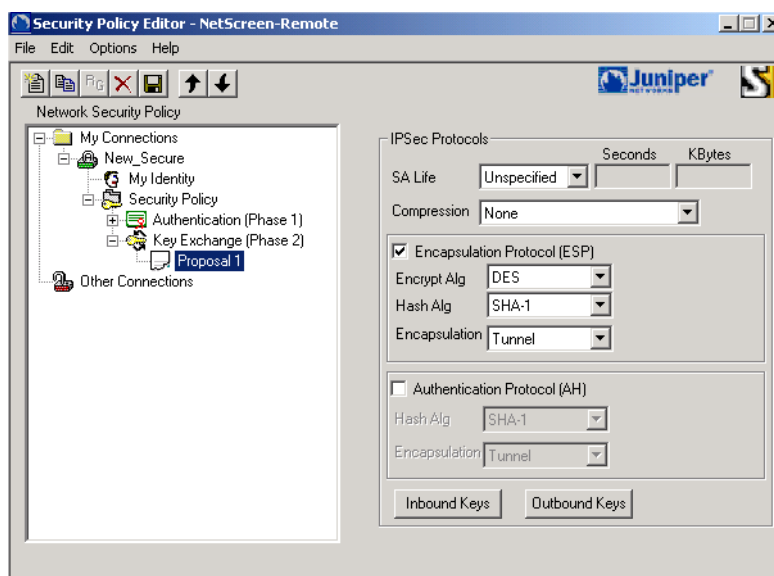 Security Policy Editor - NetScreen-Remote
File Edit Options Help
Juniper
NETWORKS
Network Security Policy
My Connections
New_Secure
My Identity
Security Policy
Authentication (Phase 1)
Key Exchange (Phase 2)
Proposal 1
Other Connections
IPSec Protocols
Seconds KBytes
SA Life Unspecified
Compression None
Encapsulation Protocol (ESP)
Encrypt Alg DES
Hash Alg SHA-1
Encapsulation Tunnel
Authentication Protocol (AH)
Hash Alg SHA-1
Encapsulation Tunnel
Inbound Keys Outbound Keys